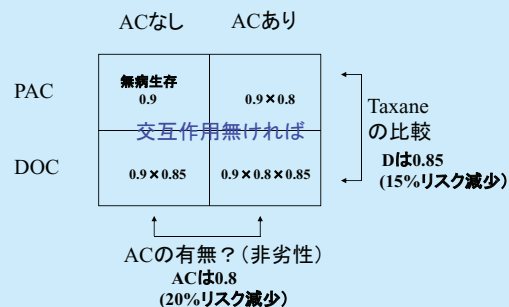 ACなし ACあり
PAC
無病生存
0.9
0.9×0.8
交互作用無ければ
DOC
0.9×0.85 0.9×0.8×0.85
Taxane
の比較
Dは0.85
(15%リスク減少)
ACの有無？(非劣性)
ACは0.8
(20%リスク減少)